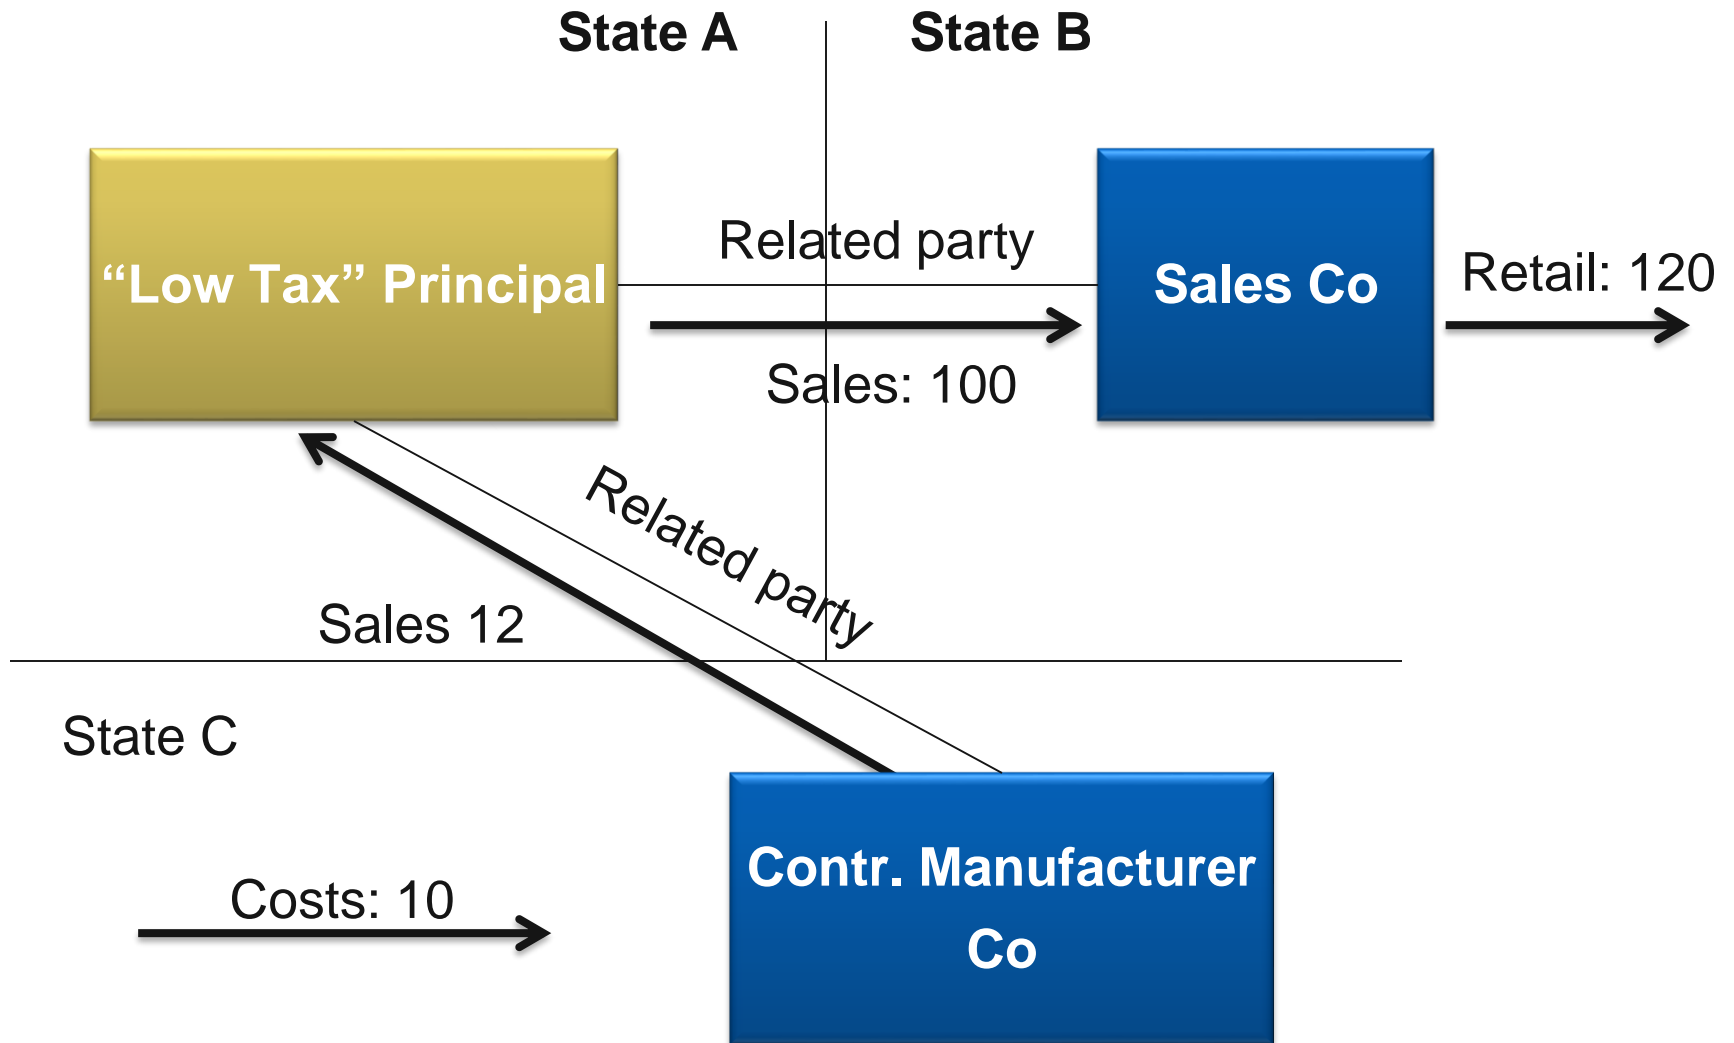 State A
State B
“Low Tax” Principal
Related party
Sales: 100
Sales Co
Retail: 120
Related party
Sales 12
State C
Costs: 10
Contr. Manufacturer
Co